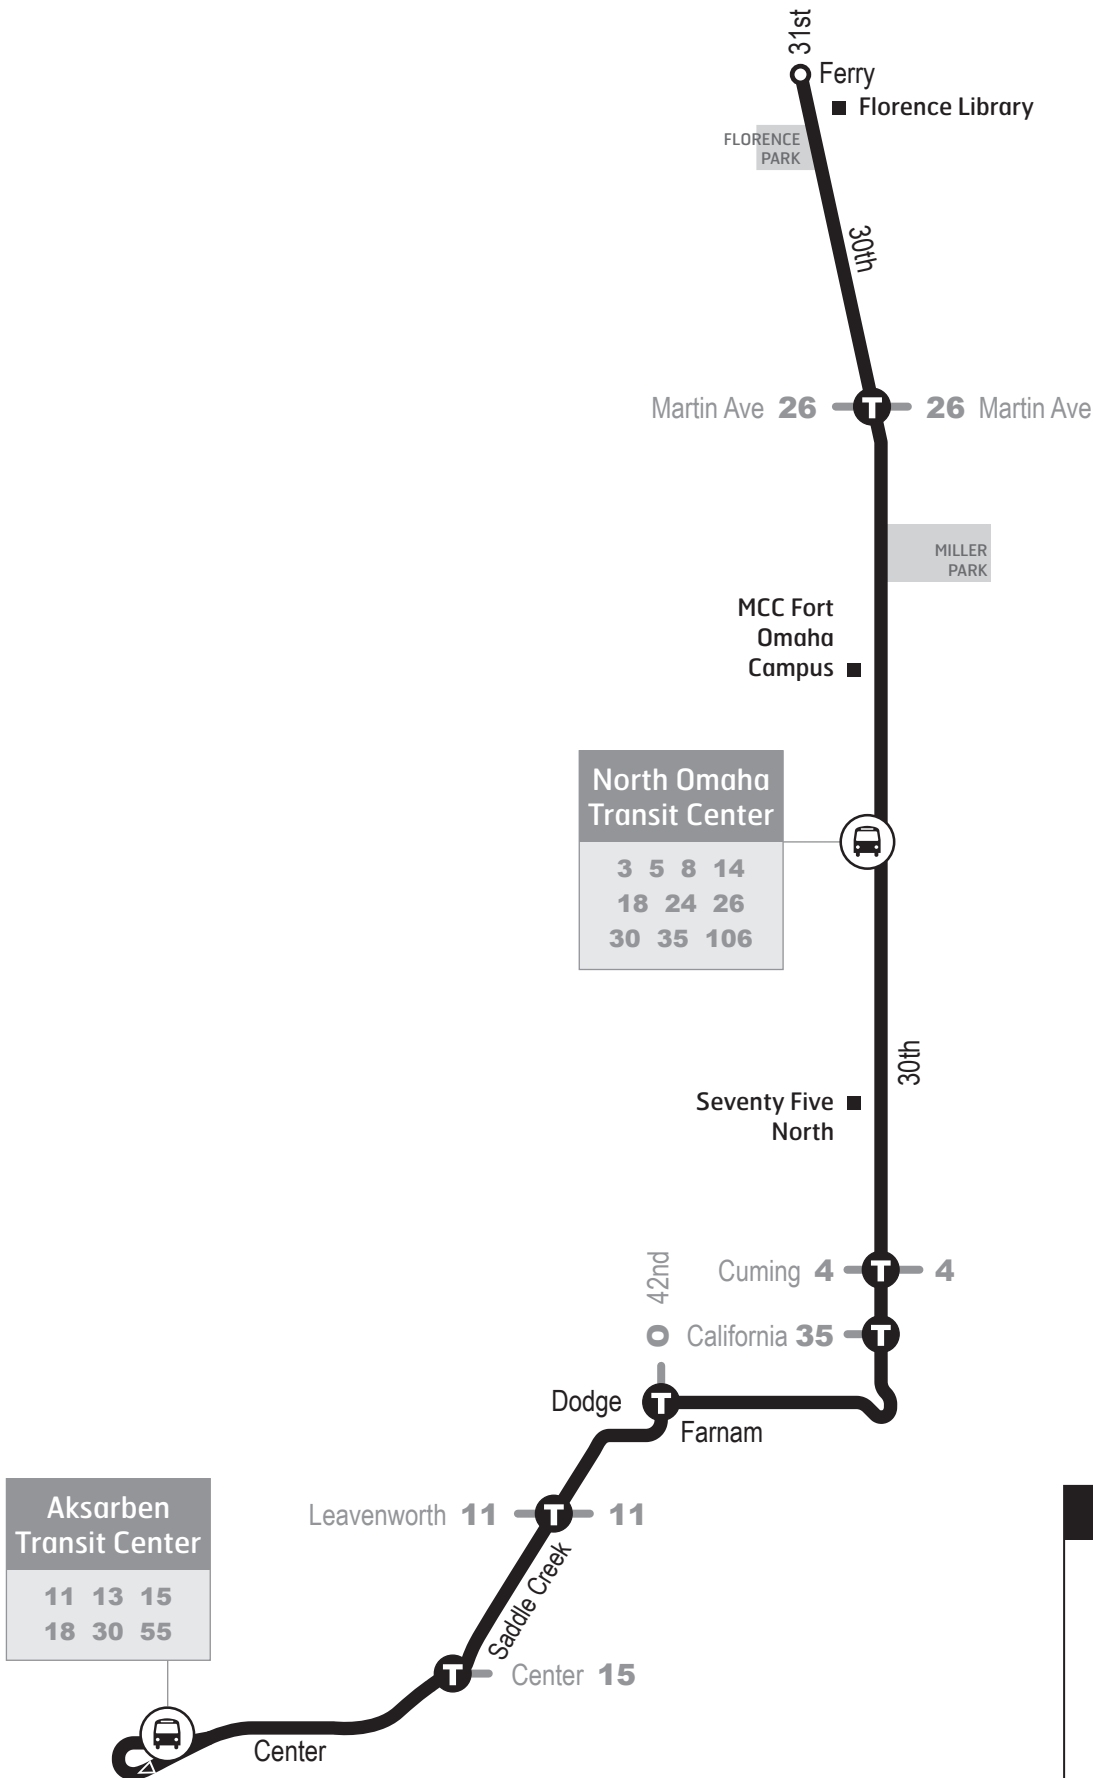 31st
Ferry
Florence Library
FLORENCE
PARK
30th
Martin Ave 26 T 26 Martin Ave
MILLER
PARK
MCC Fort
Omaha
Campus
North Omaha
Transit Center
3 5 8 14
18 24 26
30 35 106
30th
Seventy Five
North
Cuming 4 T 4
42nd
O
California 35 T
Dodge T
Farnam
Aksarben
Transit Center
11 13 15
18 30 55
Leavenworth 11 T 11
Saddle Creek
T Center 15
Center